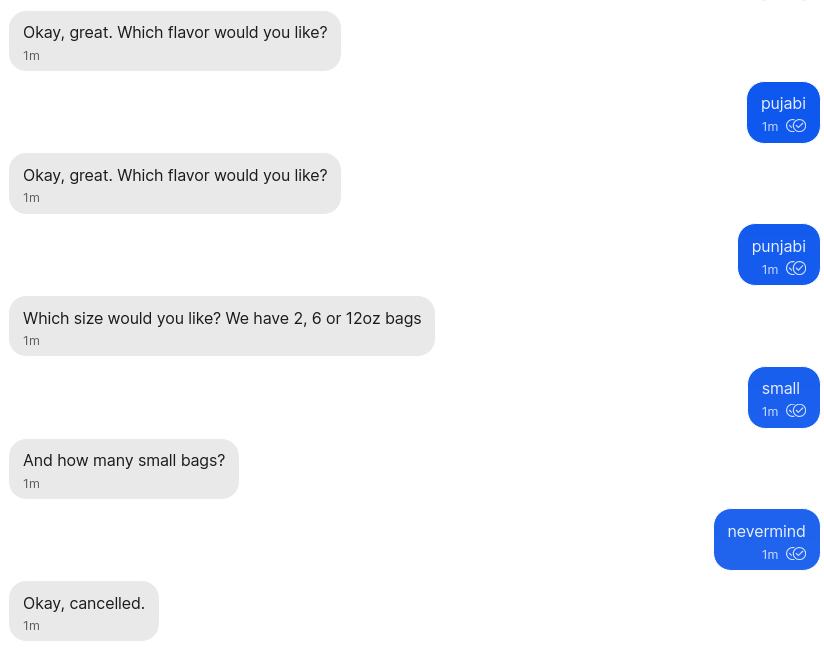 Okay, great. Which flavor would you like?
1m
pujabi
1m
Okay, great. Which flavor would you like?
1m
punjabi
1m
Which size would you like? We have 2, 6 or 12oz bags
1m
small
1m
And how many small bags?
1m
nevermind
1m
Okay, cancelled.
1m